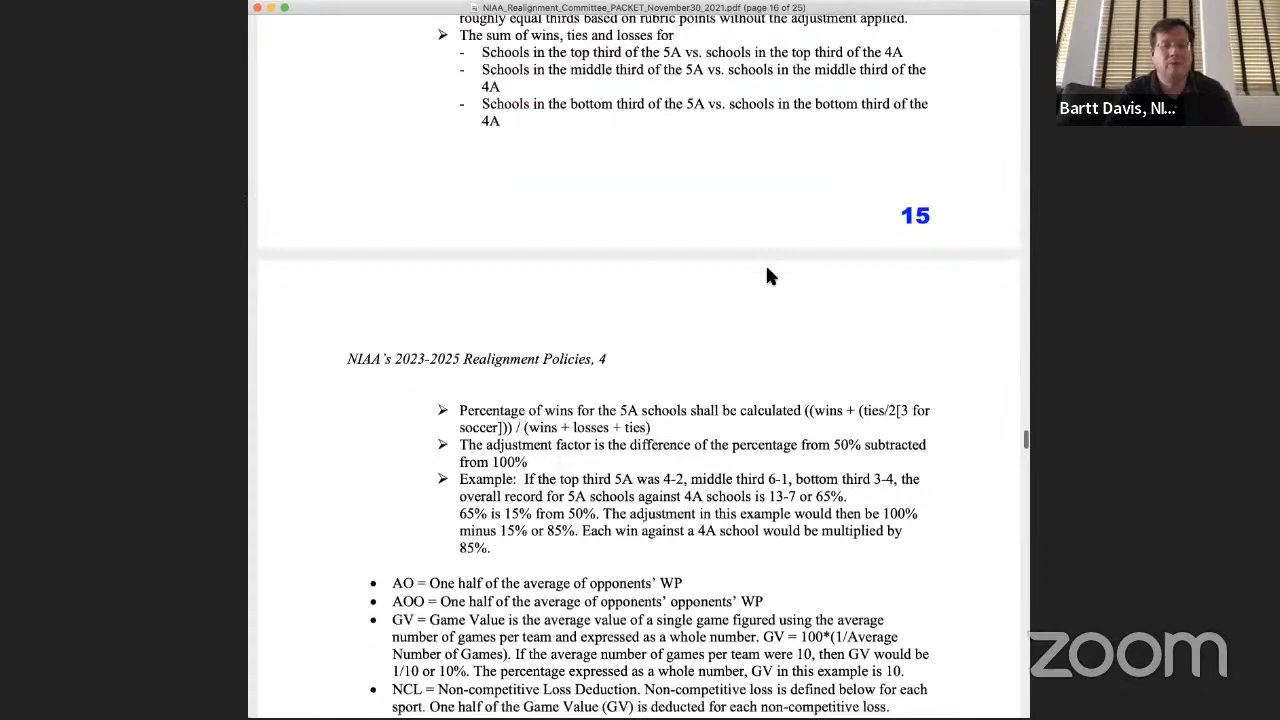 NIAA_Realignment_Committee_PACKET_November30_2021.pdf (page 16 of 25)
roughly equal thirds based on rubric points without the adjustment applied.
➢ The sum of wins, ties and losses for
- Schools in the top third of the 5A vs. schools in the top third of the 4A
- Schools in the middle third of the 5A vs. schools in the middle third of the
4A
- Schools in the bottom third of the 5A vs. schools in the bottom third of the
4A
15
NIAA's 2023-2025 Realignment Policies, 4
➢ Percentage of wins for the 5A schools shall be calculated ((wins + (ties/2[3 for
soccer])) / (wins + losses + ties)
➢ The adjustment factor is the difference of the percentage from 50% subtracted
from 100%
➢ Example: If the top third 5A was 4-2, middle third 6-1, bottom third 3-4, the
overall record for 5A schools against 4A schools is 13-7 or 65%.
65% is 15% from 50%. The adjustment in this example would then be 100%
minus 15% or 85%. Each win against a 4A school would be multiplied by
85%.
• AO = One half of the average of opponents' WP
• AOO = One half of the average of opponents' opponents' WP
• GV = Game Value is the average value of a single game figured using the average
number of games per team and expressed as a whole number. GV = 100*(1/Average
Number of Games). If the average number of games per team were 10, then GV would be
1/10 or 10%. The percentage expressed as a whole number, GV in this example is 10.
• NCL = Non-competitive Loss Deduction. Non-competitive loss is defined below for each
sport. One half of the Game Value (GV) is deducted for each non-competitive loss.
Bartt Davis, NI...
zoom